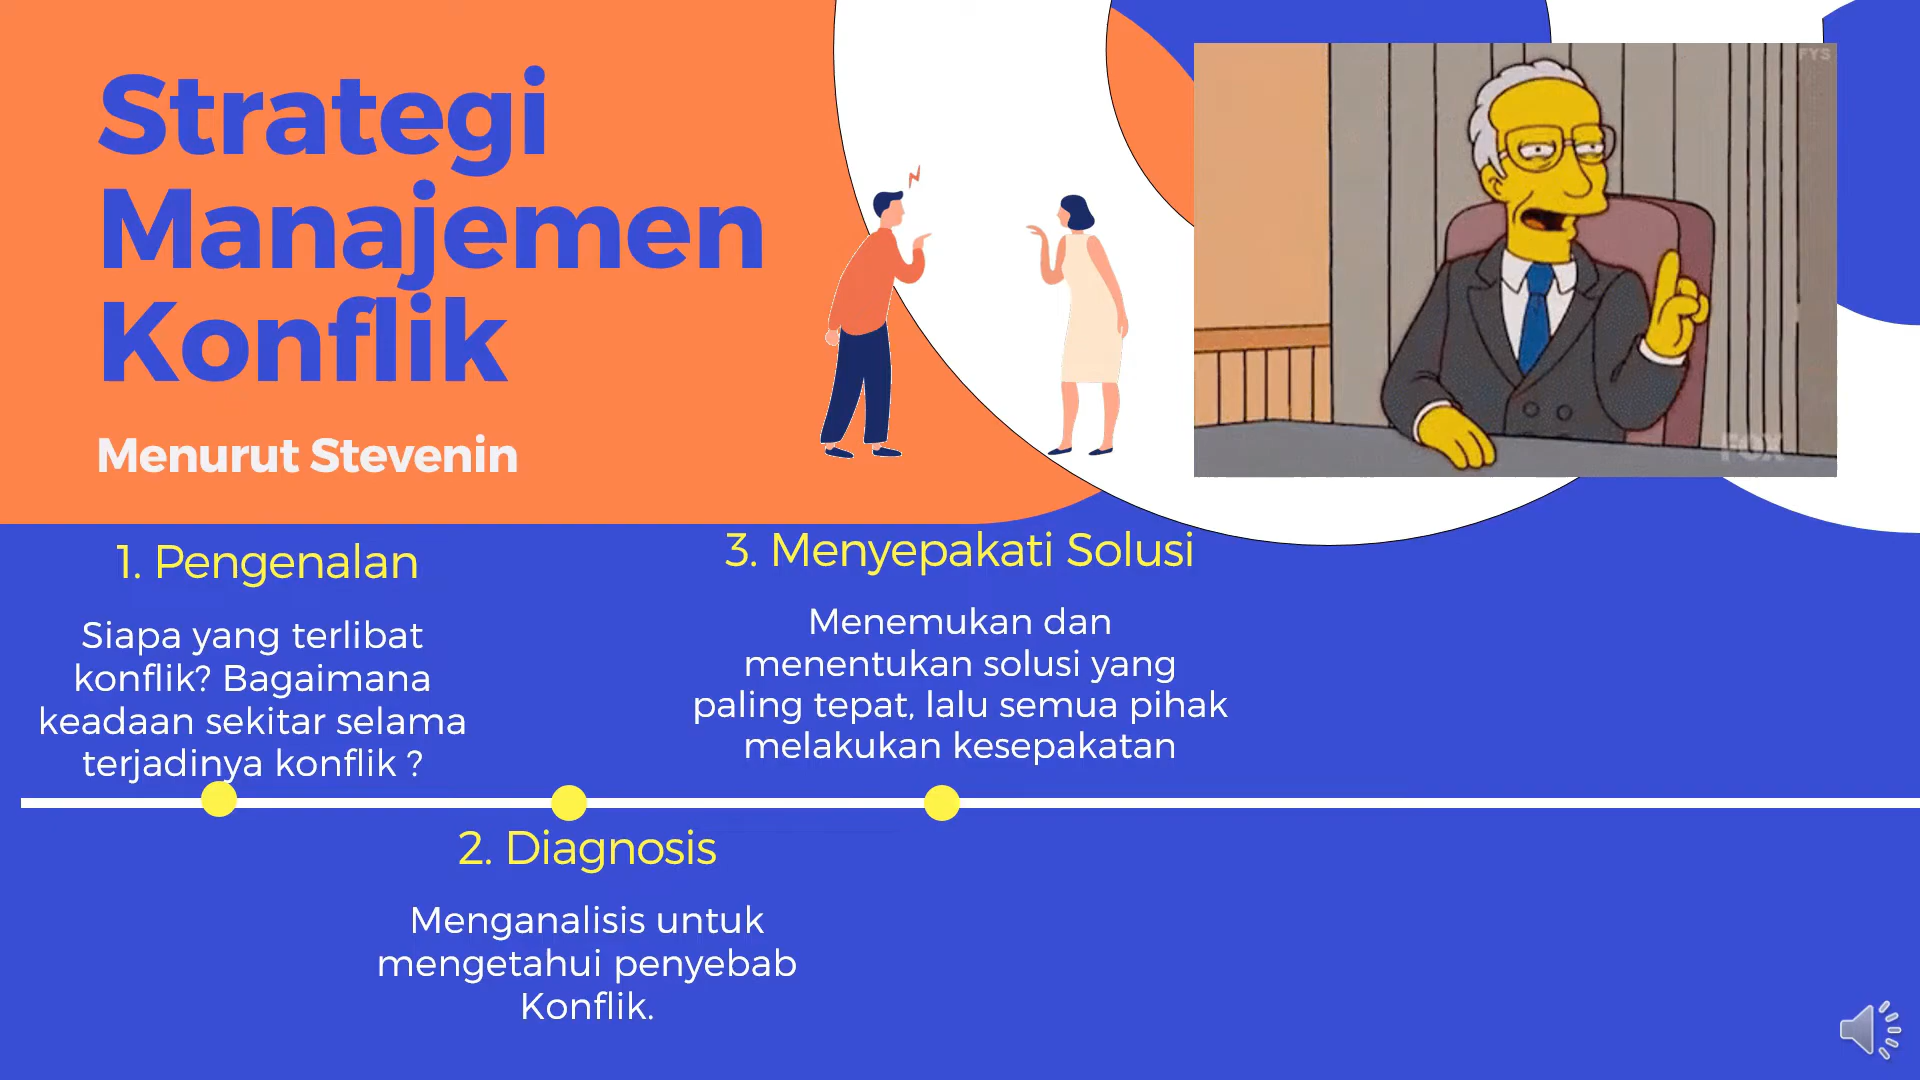 Strategi
Manajemen
Konflik
Menurut Stevenin
FYS
FOX
1. Pengenalan
Siapa yang terlibat
konflik? Bagaimana
keadaan sekitar selama
terjadinya konflik ?
2. Diagnosis
Menganalisis untuk
mengetahui penyebab
Konflik.
3. Menyepakati Solusi
Menemukan dan
menentukan solusi yang
paling tepat, lalu semua pihak
melakukan kesepakatan